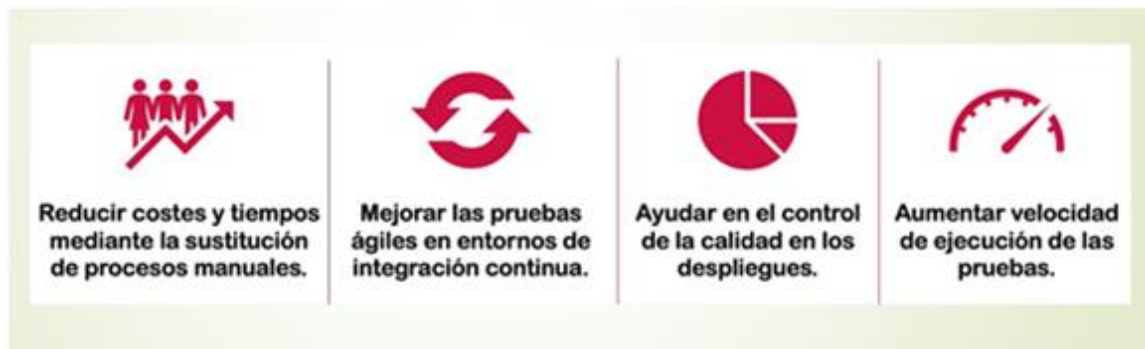 Reducir costes y tiempos
mediante la sustitución
de procesos manuales.
Mejorar las pruebas
ágiles en entornos de
integración continua.
Ayudar en el control
de la calidad en los
despliegues.
Aumentar velocidad
de ejecución de las
pruebas.